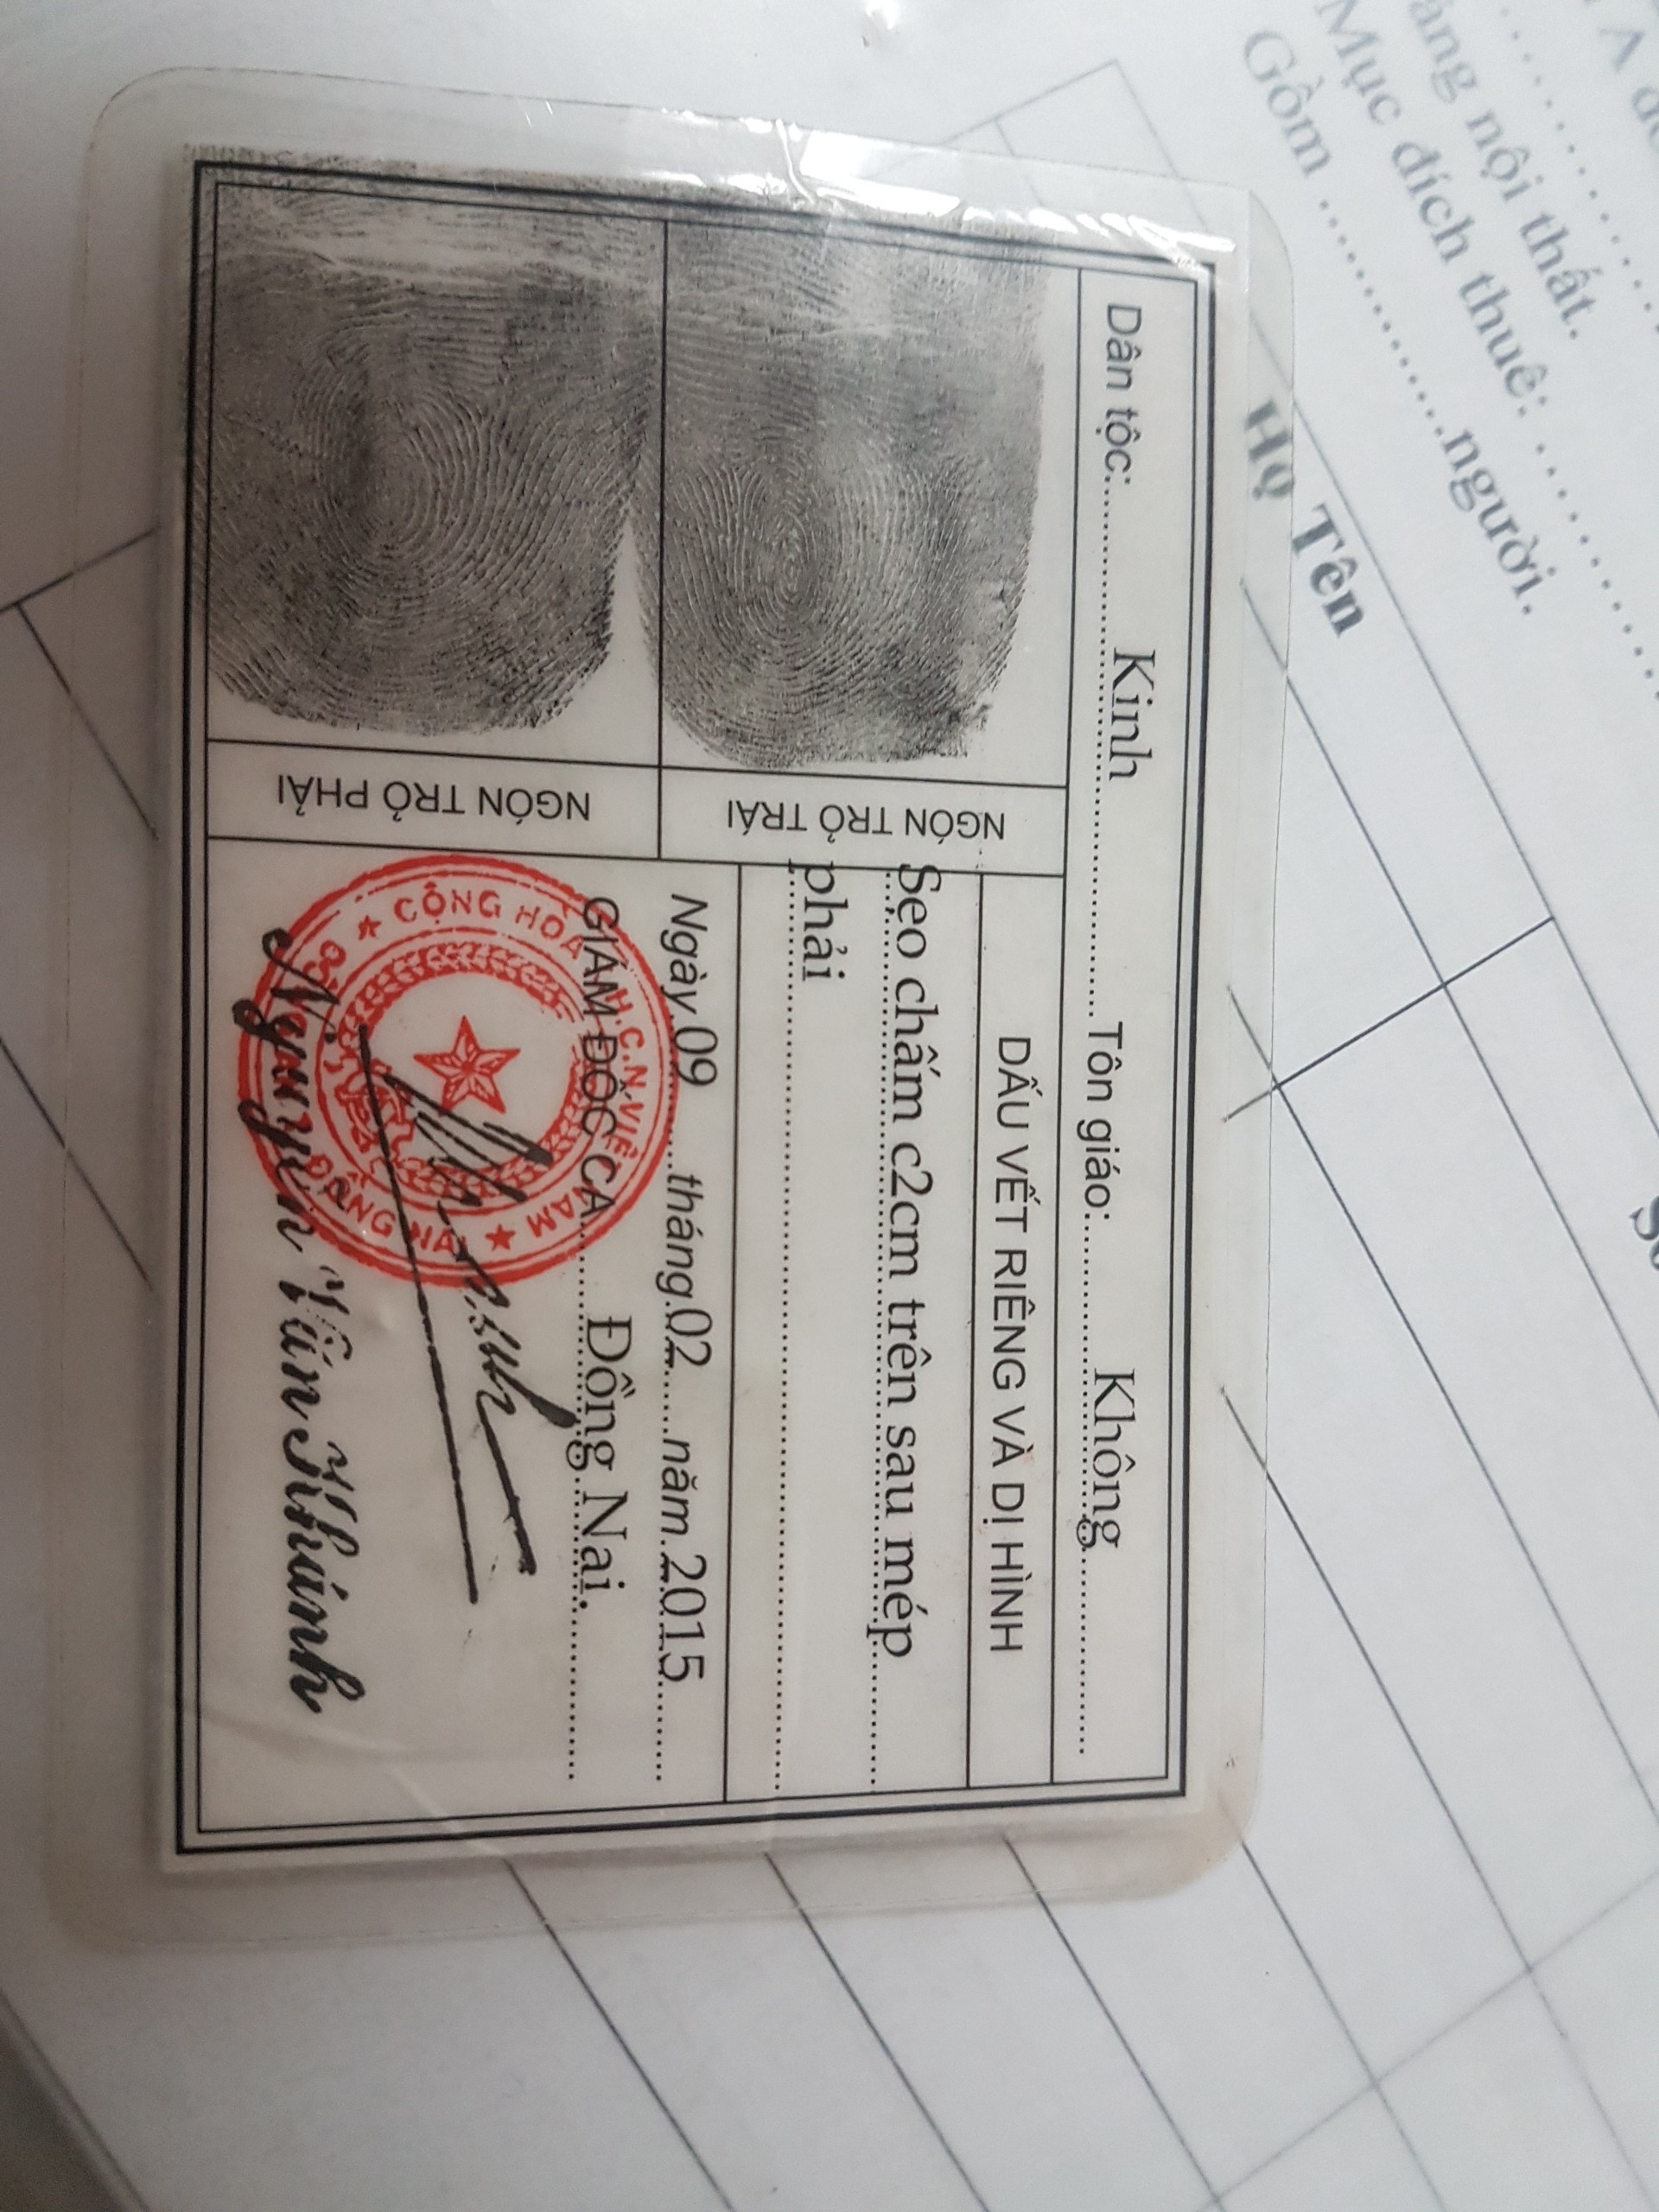 Dân tộc: Kinh Tôn giáo: Không
NGÓN TRỎ TRÁI
NGÓN TRỎ PHẢI
DẤU VẾT RIÊNG VÀ DỊ HÌNH
Sẹo chấm c2cm trên sau mép
phải
Ngày 09 tháng 02 năm 2015
GIÁM ĐỐC CA Đồng Nai.
CỘNG HÒA X.H.C.N. VIỆT NAM
ĐỒNG NAI
Nguyễn Văn Khánh
áng nội thất.
Mục đích thuê:
Gồm người.
Họ Tên